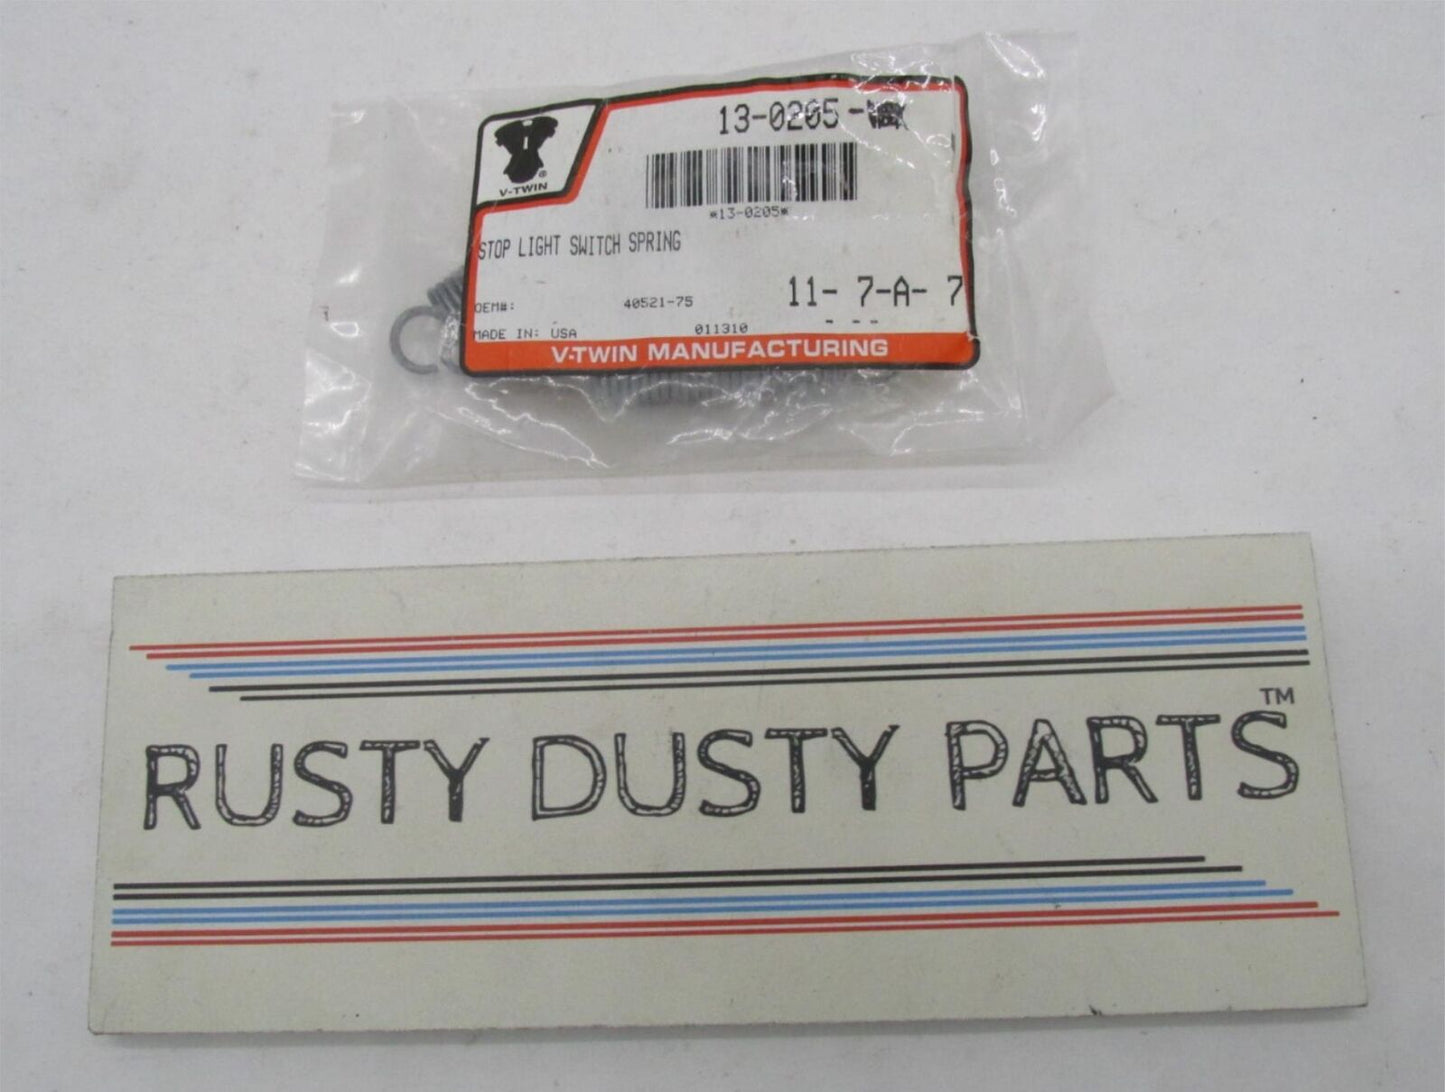 13-0205-
V-TWIN
®
*13-0205*
STOP LIGHT SWITCH SPRING
11- 7-A- 7
OEM#: 40521-75
- - -
MADE IN: USA 011310
V-TWIN MANUFACTURING
RUSTY DUSTY PARTS™